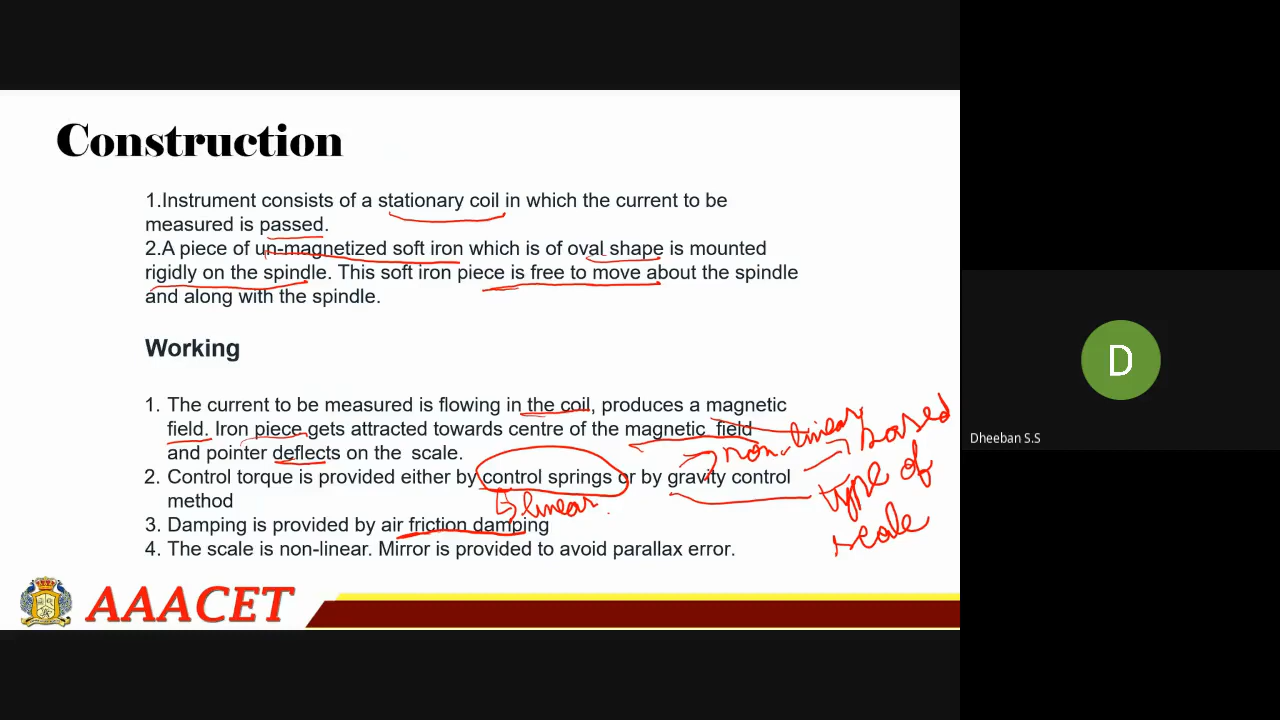 Construction
1.Instrument consists of a stationary coil in which the current to be
measured is passed.
2.A piece of un-magnetized soft iron which is of oval shape is mounted
rigidly on the spindle. This soft iron piece is free to move about the spindle
and along with the spindle.
Working
1. The current to be measured is flowing in the coil, produces a magnetic
field. Iron piece gets attracted towards centre of the magnetic field
and pointer deflects on the scale.
non-linear
based
type of
scale
2. Control torque is provided either by control springs or by gravity control
method
linear.
3. Damping is provided by air friction damping
4. The scale is non-linear. Mirror is provided to avoid parallax error.
AAACET
D
Dheeban S.S